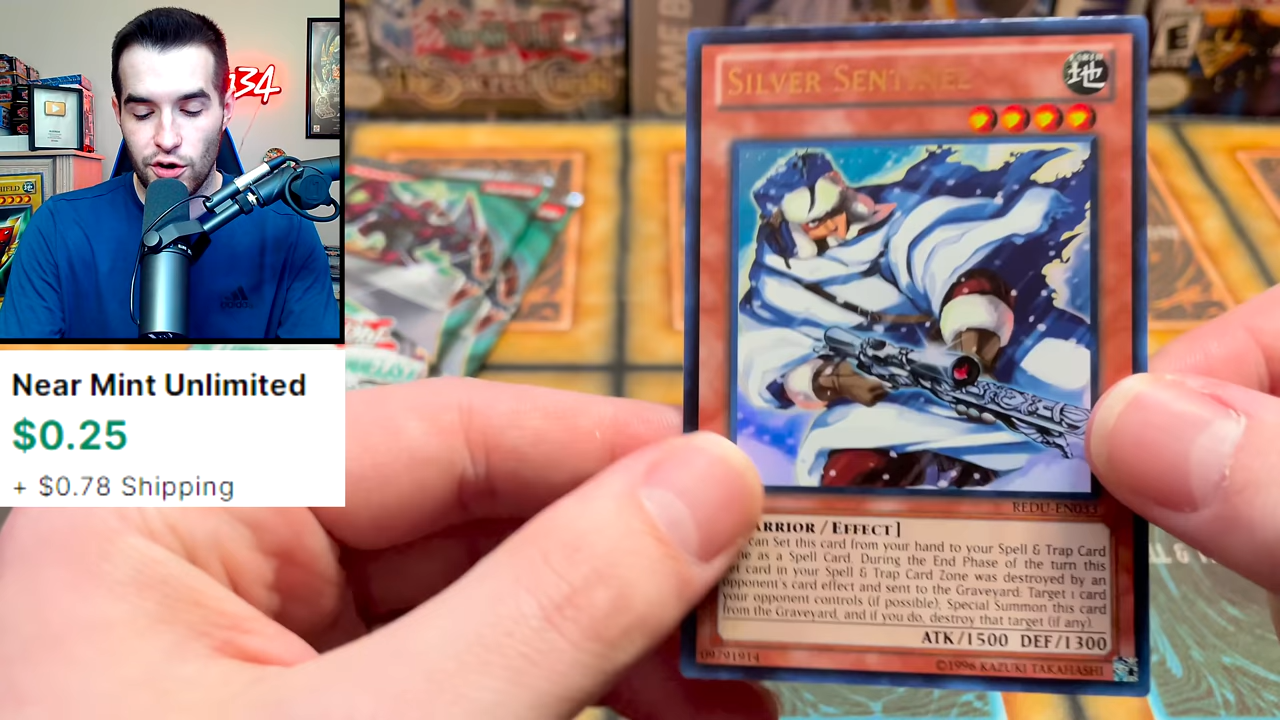 Near Mint Unlimited
$0.25
+ $0.78 Shipping
SILVER SENTINEL
地
REDU-EN033
ARRIOR / EFFECT]
can Set this card from your hand to your Spell & Trap Card
as a Spell Card. During the End Phase of the turn this
card in your Spell & Trap Card Zone was destroyed by an
opponent's card effect and sent to the Graveyard: Target 1 card
your opponent controls (if possible); Special Summon this card
from the Graveyard, and if you do, destroy that target (if any).
ATK/1500 DEF/1300
©1996 KAZUKI TAKAHASHI
adidas
34